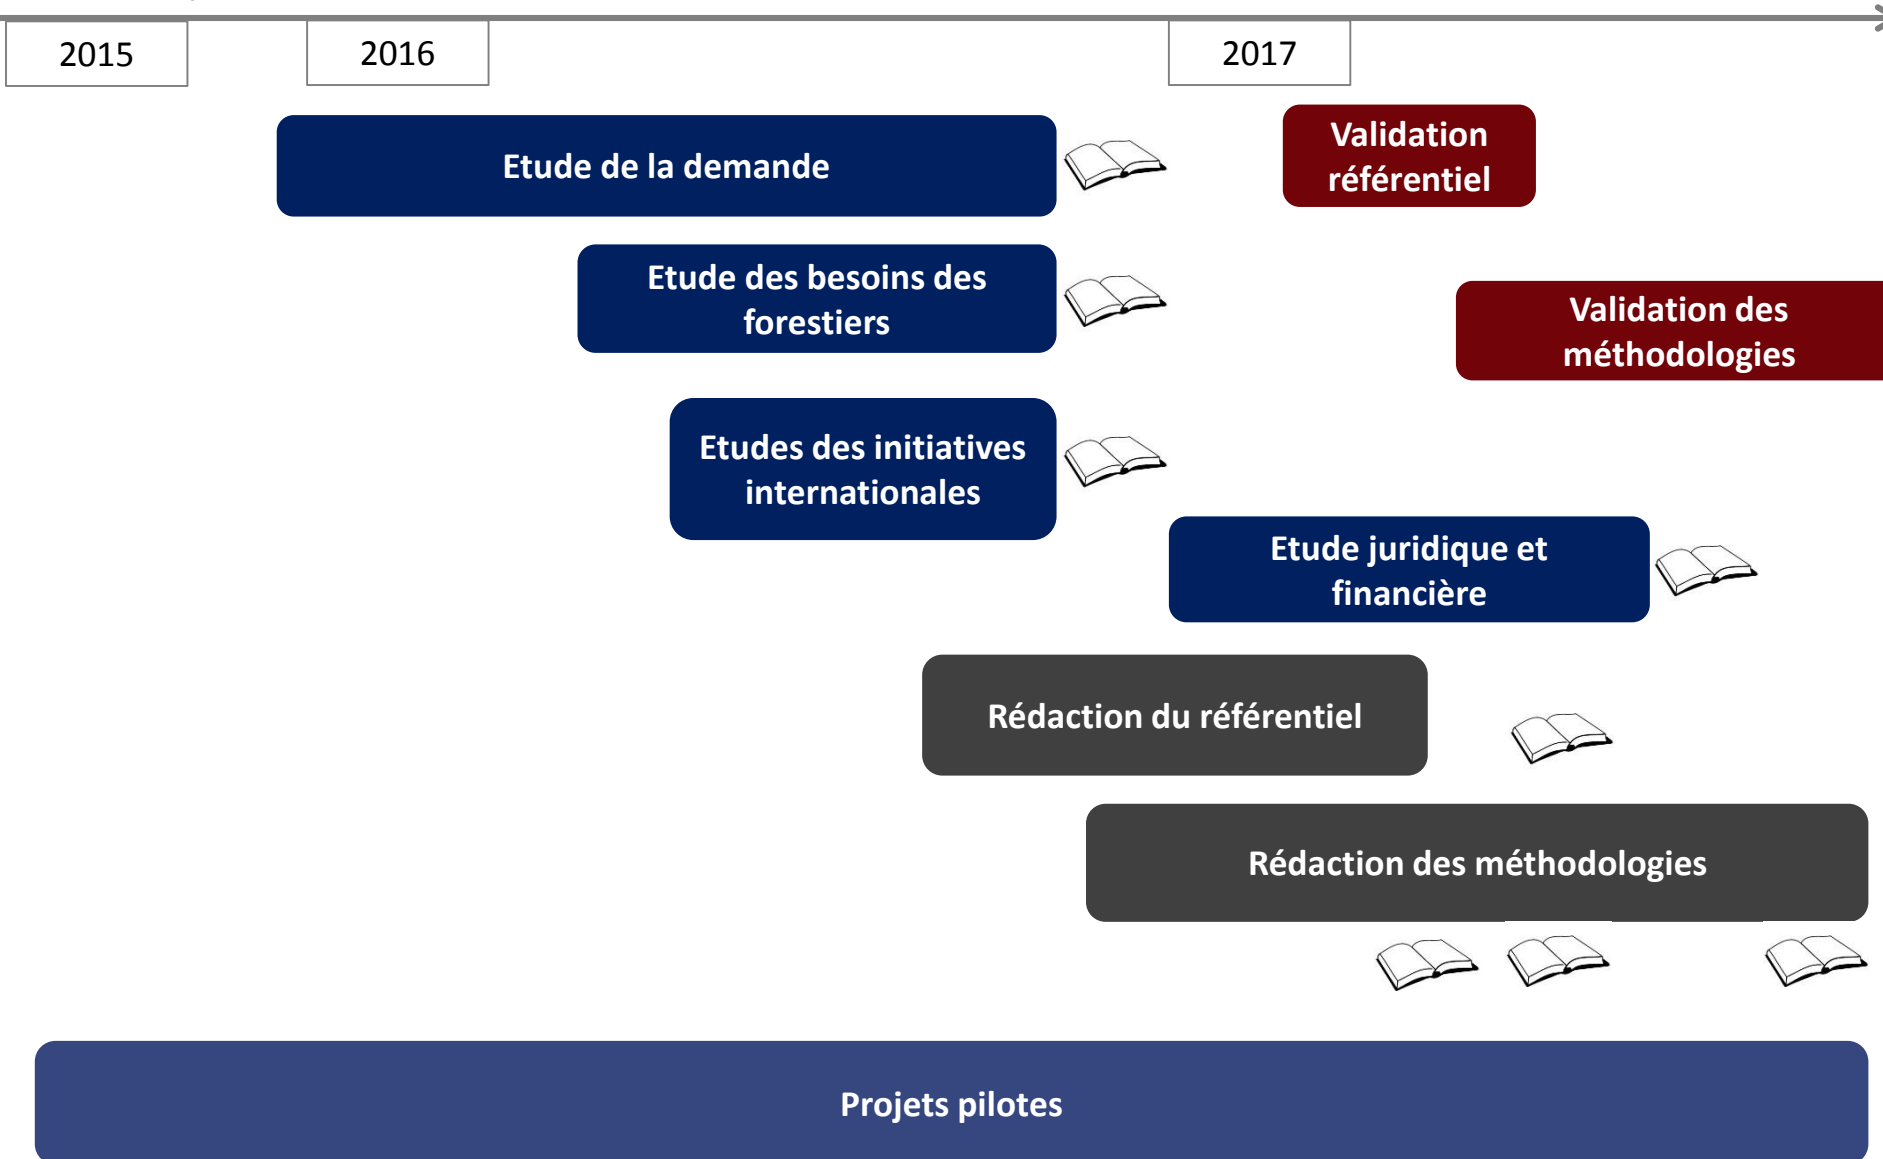 2015
2016
2017
Etude de la demande
Validation
référentiel
Etude des besoins des
forestiers
Validation des
méthodologies
Etudes des initiatives
internationales
Etude juridique et
financière
Rédaction du référentiel
Rédaction des méthodologies
Projets pilotes